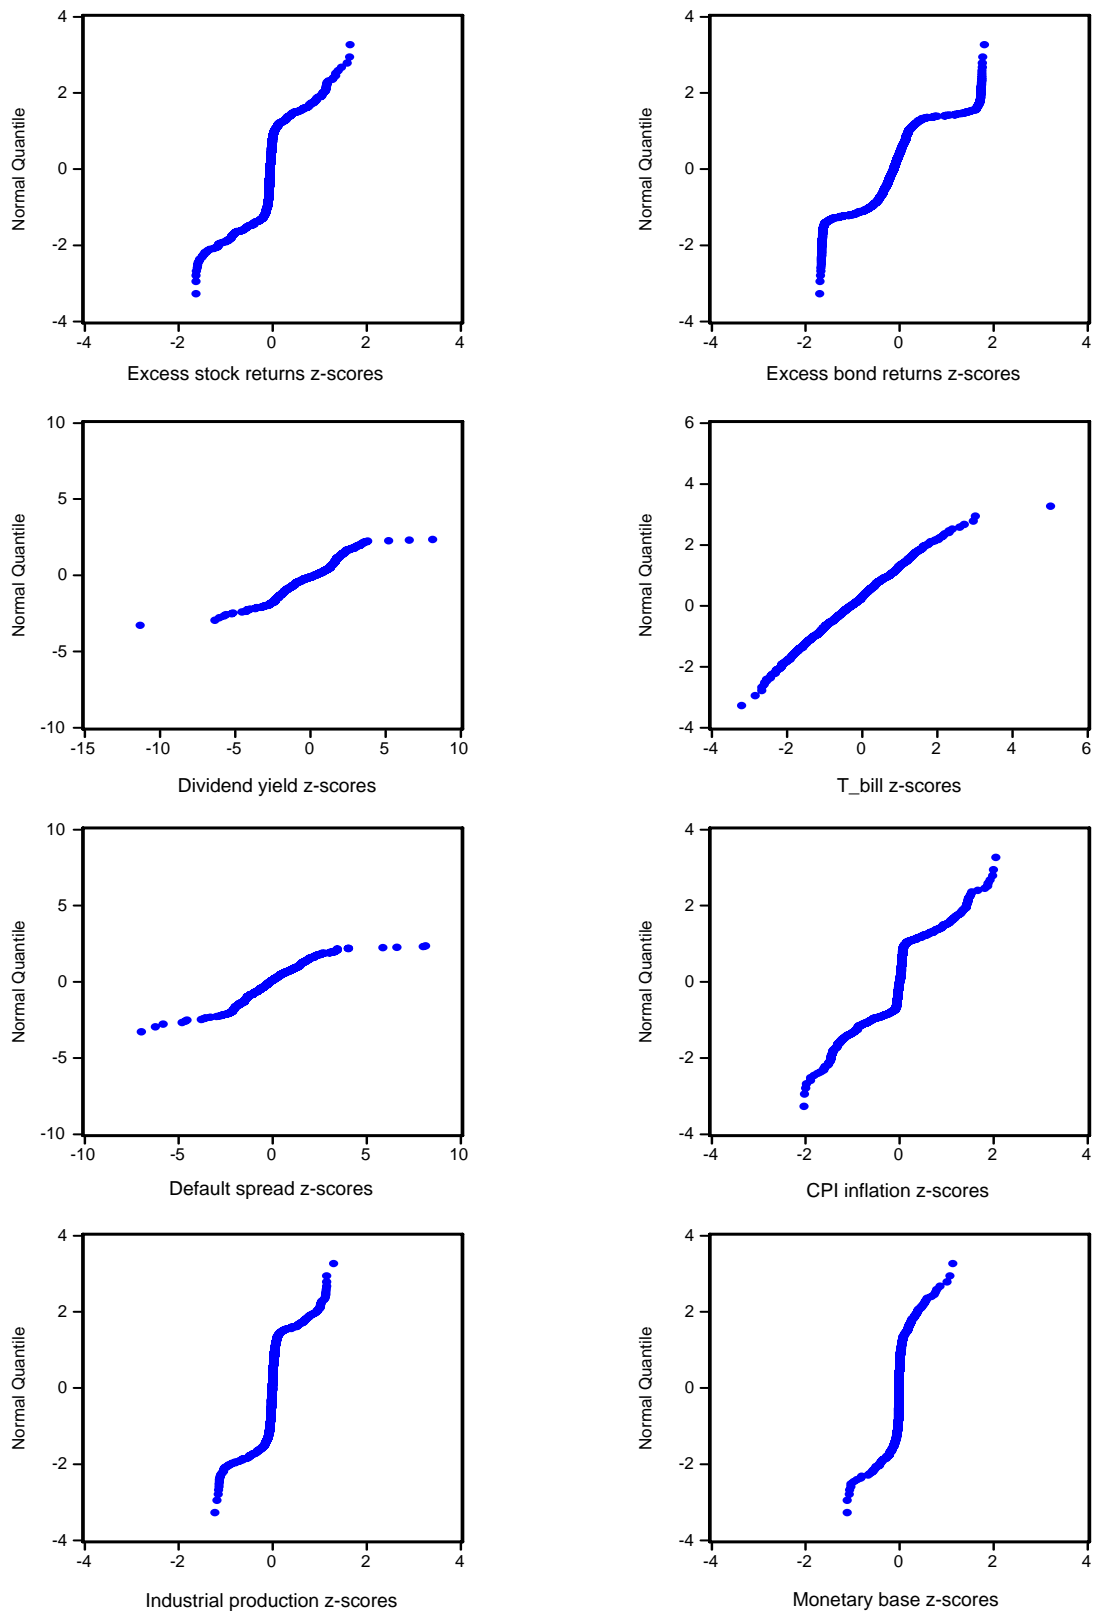 4
2
0
-2
-4
Normal Quantile
-4 -2 0 2 4
Excess stock returns z-scores
4
2
0
-2
-4
Normal Quantile
-4 -2 0 2 4
Excess bond returns z-scores
10
5
0
-5
-10
Normal Quantile
-15 -10 -5 0 5 10
Dividend yield z-scores
6
4
2
0
-2
-4
Normal Quantile
-4 -2 0 2 4 6
T_bill z-scores
10
5
0
-5
-10
Normal Quantile
-10 -5 0 5 10
Default spread z-scores
4
2
0
-2
-4
Normal Quantile
-4 -2 0 2 4
CPI inflation z-scores
4
2
0
-2
-4
Normal Quantile
-4 -2 0 2 4
Industrial production z-scores
4
2
0
-2
-4
Normal Quantile
-4 -2 0 2 4
Monetary base z-scores